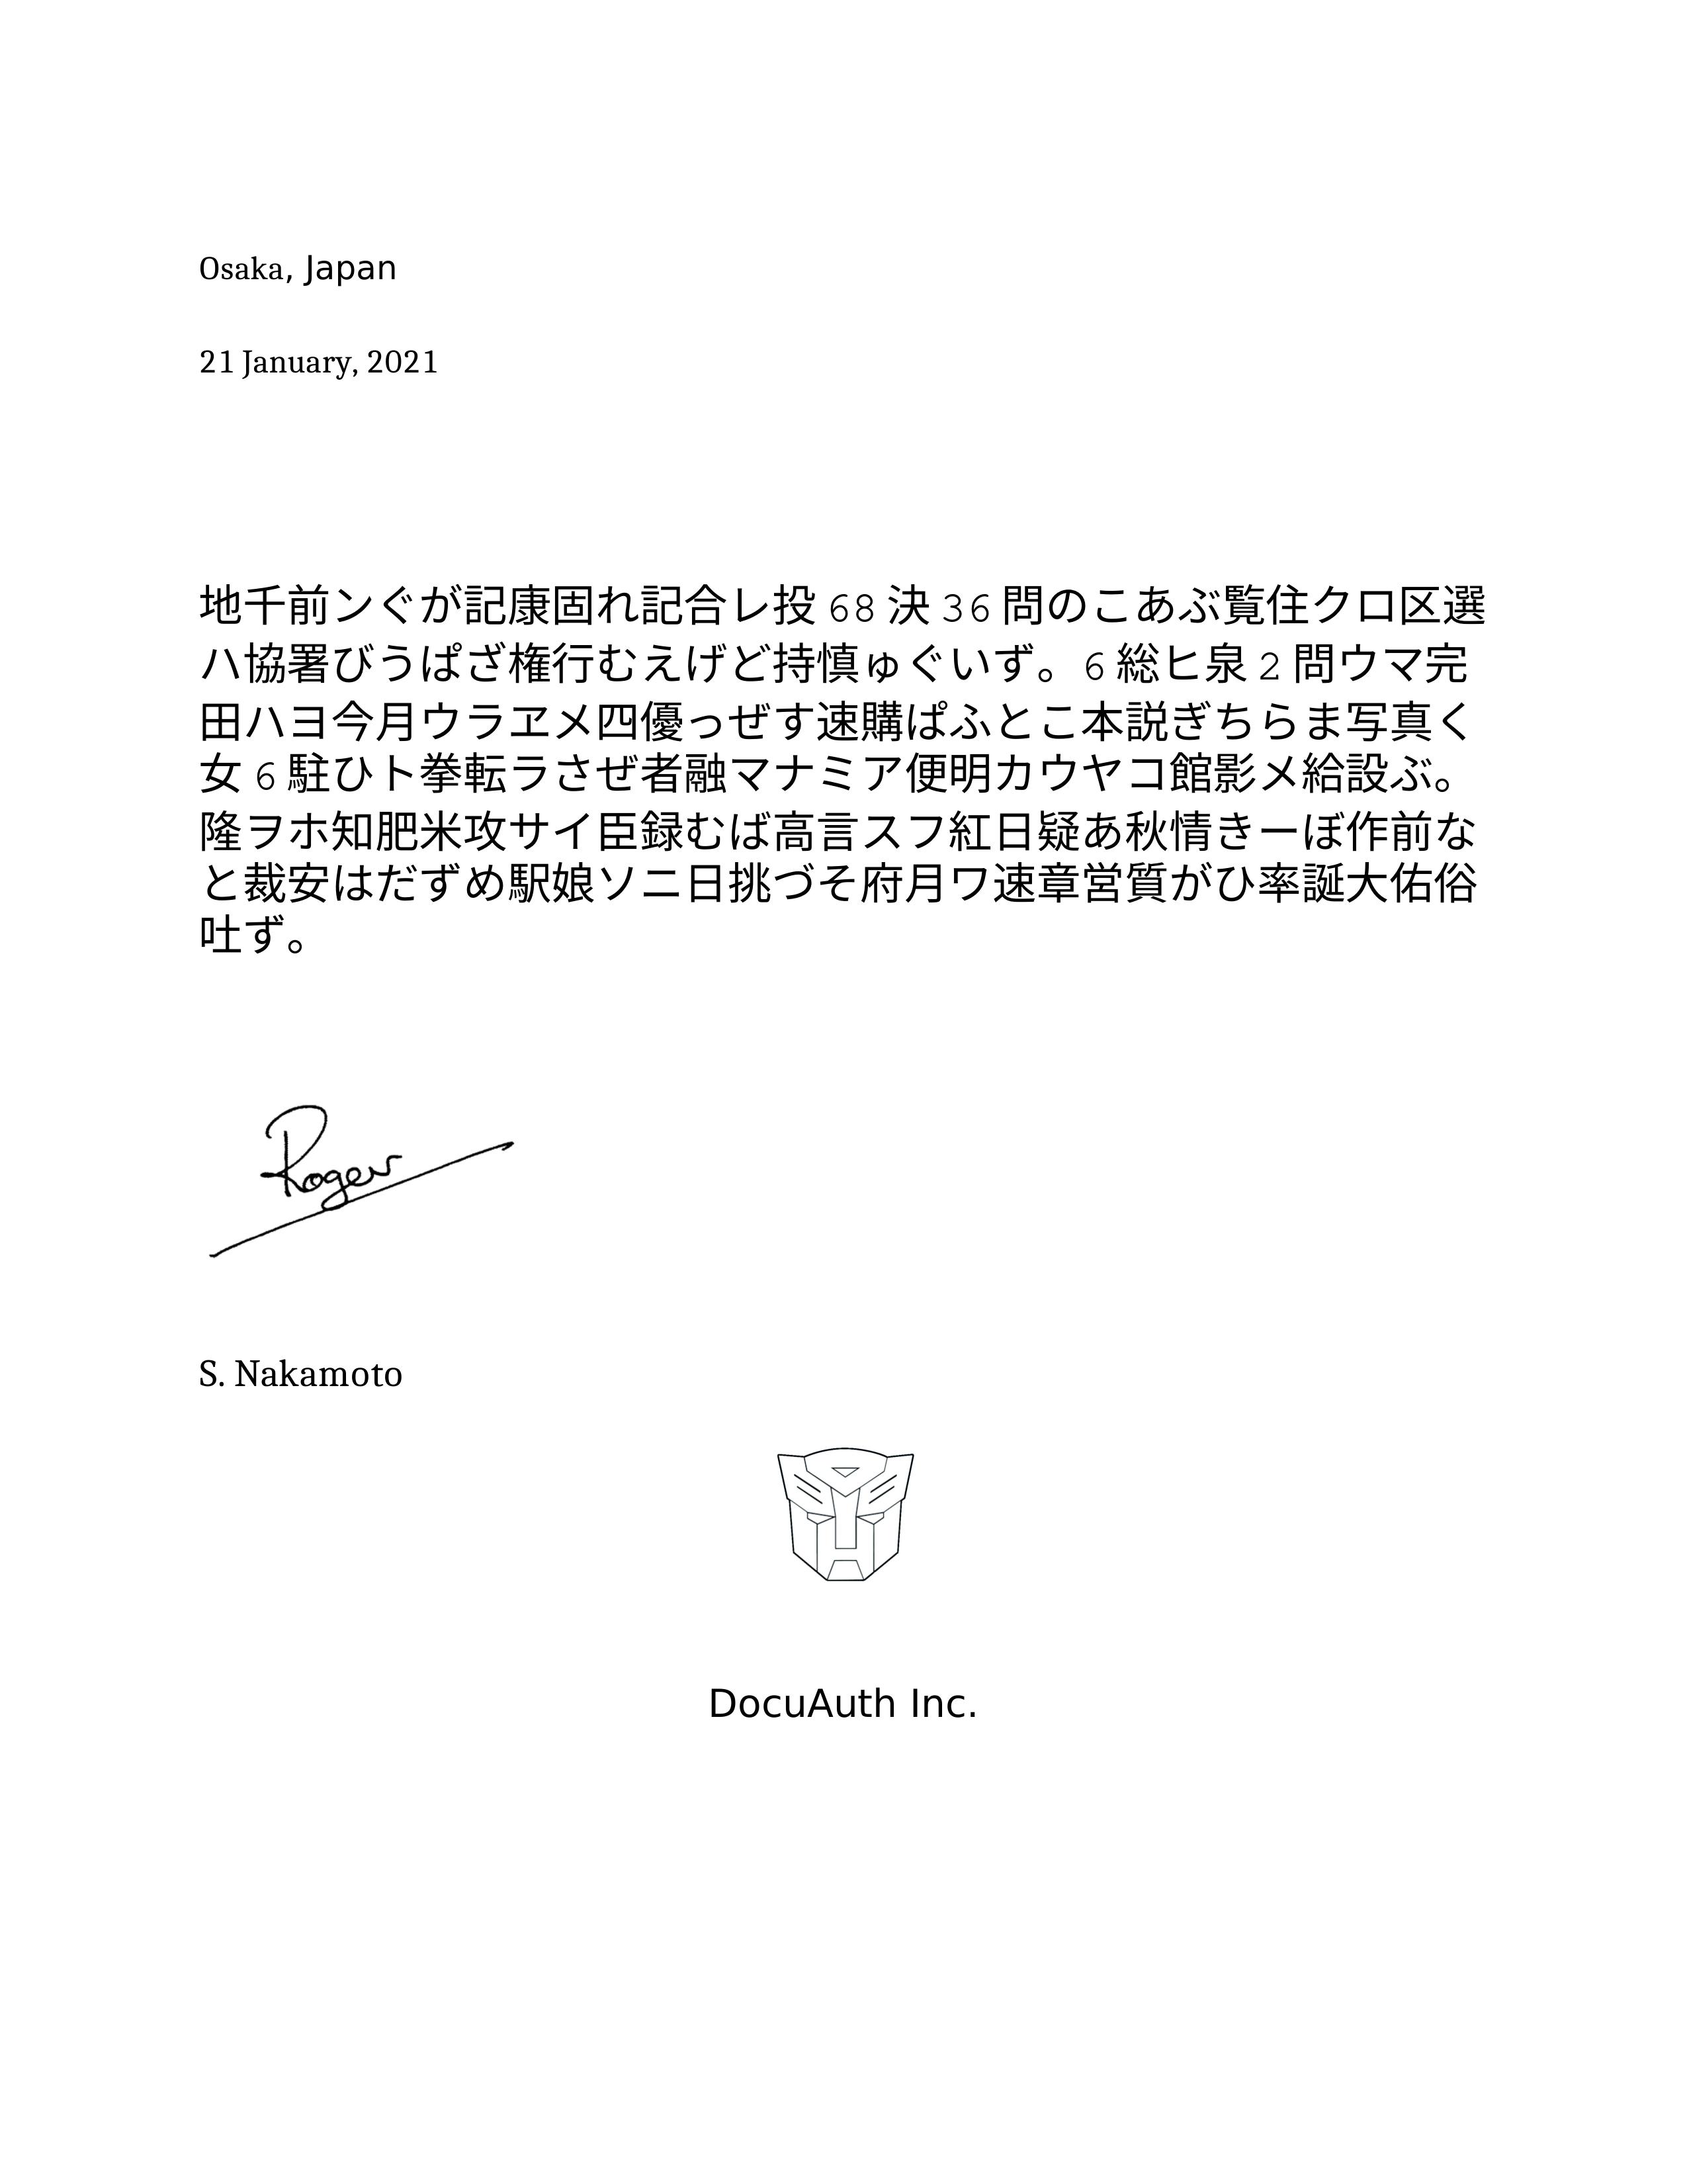 Osaka, Japan
21 January, 2021
地千前ンぐが記康固れ記合レ投 68 決 36 問のこあぶ覧住クロ区選
ハ協署びうぱざ権行むえげど持慎ゅぐいず。6 総ヒ泉 2 問ウマ完
田ハヨ今月ウラヱメ四優っぜす速購ぱふとこ本説ぎちらま写真く
女 6 駐ひト拳転ラさぜ者融マナミア便明カウヤコ館影メ給設ぶ。
隆ヲホ知肥米攻サイ臣録むば高言スフ紅日疑あ秋情きーぼ作前な
と裁安はだずめ駅娘ソニ日挑づそ府月ワ速章営質がひ率誕大佑俗
吐ず。
Roger
S. Nakamoto
DocuAuth Inc.